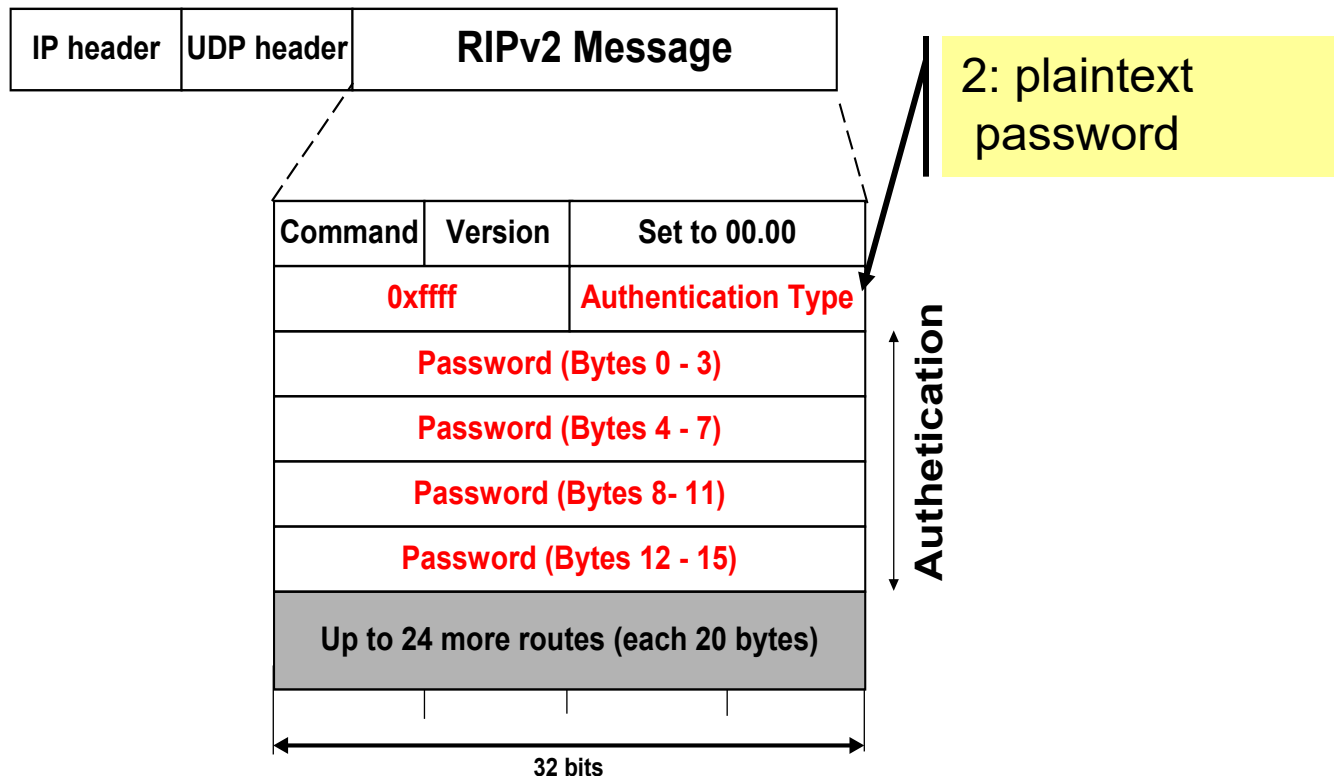 IP header UDP header RIPv2 Message
2: plaintext
password
Command Version Set to 00.00
0xffff Authentication Type
Password (Bytes 0 - 3)
Password (Bytes 4 - 7)
Password (Bytes 8- 11)
Password (Bytes 12 - 15)
Authetication
Up to 24 more routes (each 20 bytes)
32 bits